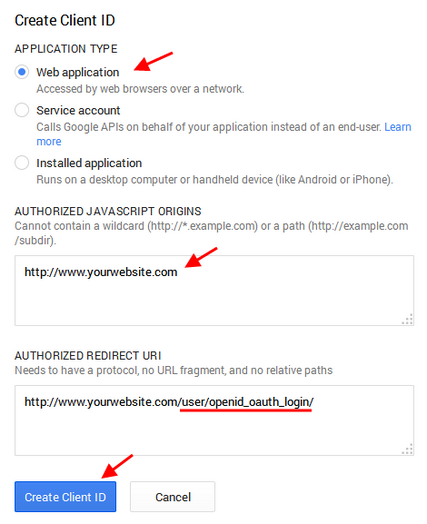 Create Client ID
APPLICATION TYPE
Web application
Accessed by web browsers over a network.
Service account
Calls Google APIs on behalf of your application instead of an end-user. Learn
more
Installed application
Runs on a desktop computer or handheld device (like Android or iPhone).
AUTHORIZED JAVASCRIPT ORIGINS
Cannot contain a wildcard (http://*.example.com) or a path (http://example.com
/subdir).
http://www.yourwebsite.com
AUTHORIZED REDIRECT URI
Needs to have a protocol, no URL fragment, and no relative paths
http://www.yourwebsite.com/user/openid_oauth_login/
Create Client ID
Cancel